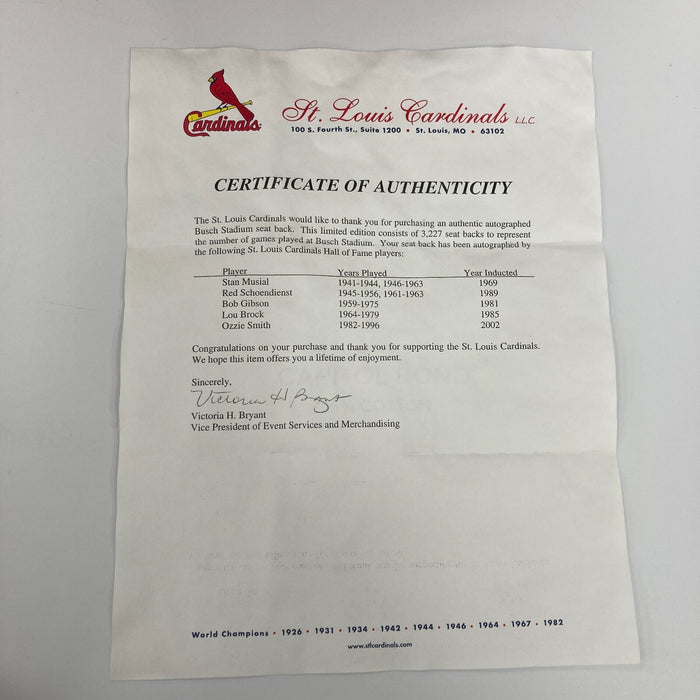 Cardinals
St. Louis Cardinals L.L.C.
100 S. Fourth St., Suite 1200 • St. Louis, MO • 63102
CERTIFICATE OF AUTHENTICITY
The St. Louis Cardinals would like to thank you for purchasing an authentic autographed
Busch Stadium seat back. This limited edition consists of 3,227 seat backs to represent
the number of games played at Busch Stadium. Your seat back has been autographed by
the following St. Louis Cardinals Hall of Fame players:
Player Years Played Year Inducted
Stan Musial 1941-1944, 1946-1963 1969
Red Schoendienst 1945-1956, 1961-1963 1989
Bob Gibson 1959-1975 1981
Lou Brock 1964-1979 1985
Ozzie Smith 1982-1996 2002
Congratulations on your purchase and thank you for supporting the St. Louis Cardinals.
We hope this item offers you a lifetime of enjoyment.
Sincerely,
Victoria H Bryant
Victoria H. Bryant
Vice President of Event Services and Merchandising
World Champions • 1926 • 1931 • 1934 • 1942 • 1944 • 1946 • 1964 • 1967 • 1982
www.stlcardinals.com